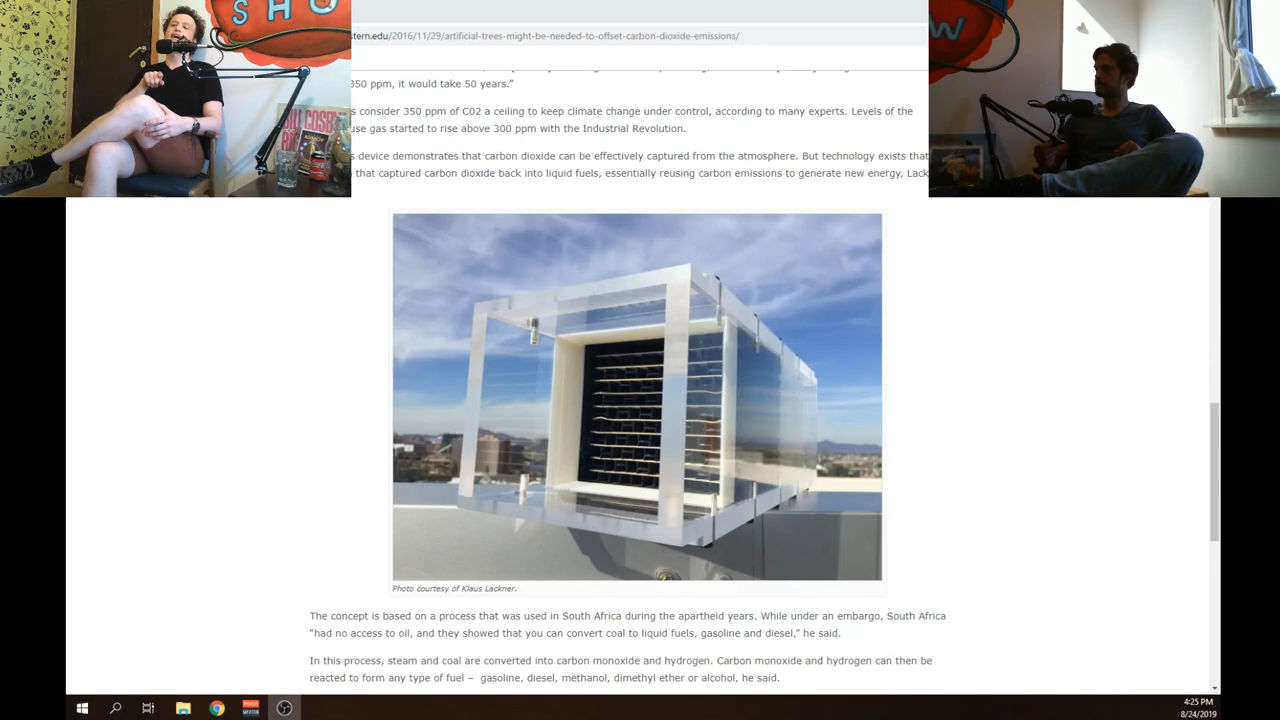 SHO
W
stern.edu/2016/11/29/artificial-trees-might-be-needed-to-offset-carbon-dioxide-emissions/
350 ppm, it would take 50 years."
s consider 350 ppm of C02 a ceiling to keep climate change under control, according to many experts. Levels of the
use gas started to rise above 300 ppm with the Industrial Revolution.
s device demonstrates that carbon dioxide can be effectively captured from the atmosphere. But technology exists that
that captured carbon dioxide back into liquid fuels, essentially reusing carbon emissions to generate new energy, Lack
Photo courtesy of Klaus Lackner.
The concept is based on a process that was used in South Africa during the apartheid years. While under an embargo, South Africa
"had no access to oil, and they showed that you can convert coal to liquid fuels, gasoline and diesel," he said.
In this process, steam and coal are converted into carbon monoxide and hydrogen. Carbon monoxide and hydrogen can then be
reacted to form any type of fuel – gasoline, diesel, methanol, dimethyl ether or alcohol, he said.
4:25 PM
8/24/2019